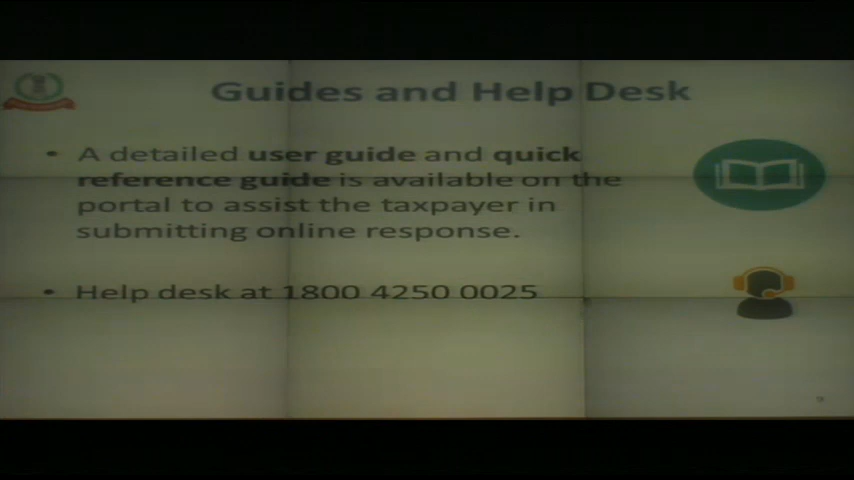 Guides and Help Desk
• A detailed user guide and quick
reference guide is available on the
portal to assist the taxpayer in
submitting online response.
• Help desk at 1800 4250 0025